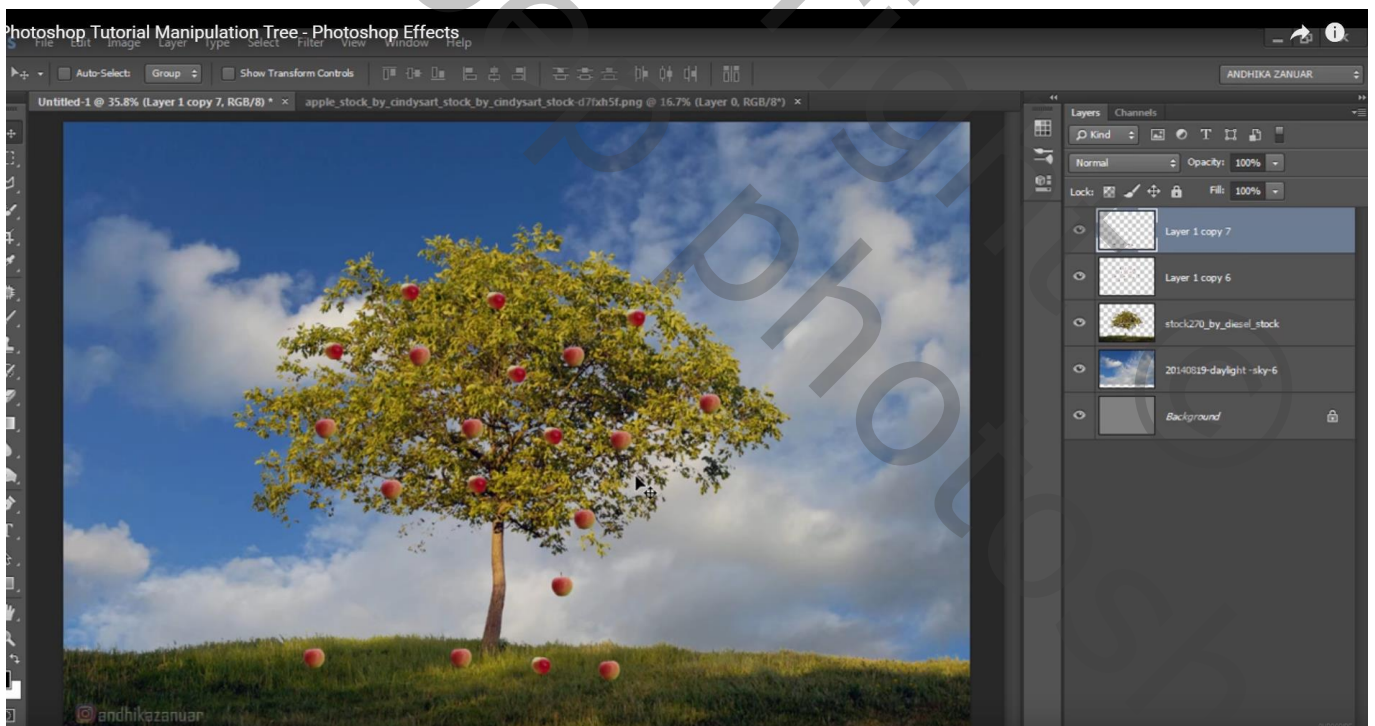 Photoshop Tutorial Manipulation Tree - Photoshop Effects
File Edit Image Layer Type Select Filter View Window Help
Auto-Select: Group Show Transform Controls ANDHIKA ZANUAR
Untitled-1 @ 35.8% (Layer 1 copy 7, RGB/8) * × apple_stock_by_cindysart_stock_by_cindysart_stock-d7fxh5f.png @ 16.7% (Layer 0, RGB/8*) ×
Layers Channels
Kind
Normal Opacity: 100%
Lock: Fill: 100%
Layer 1 copy 7
Layer 1 copy 6
stock270_by_diesel_stock
20140819-daylight -sky-6
Background
andhikazanuar